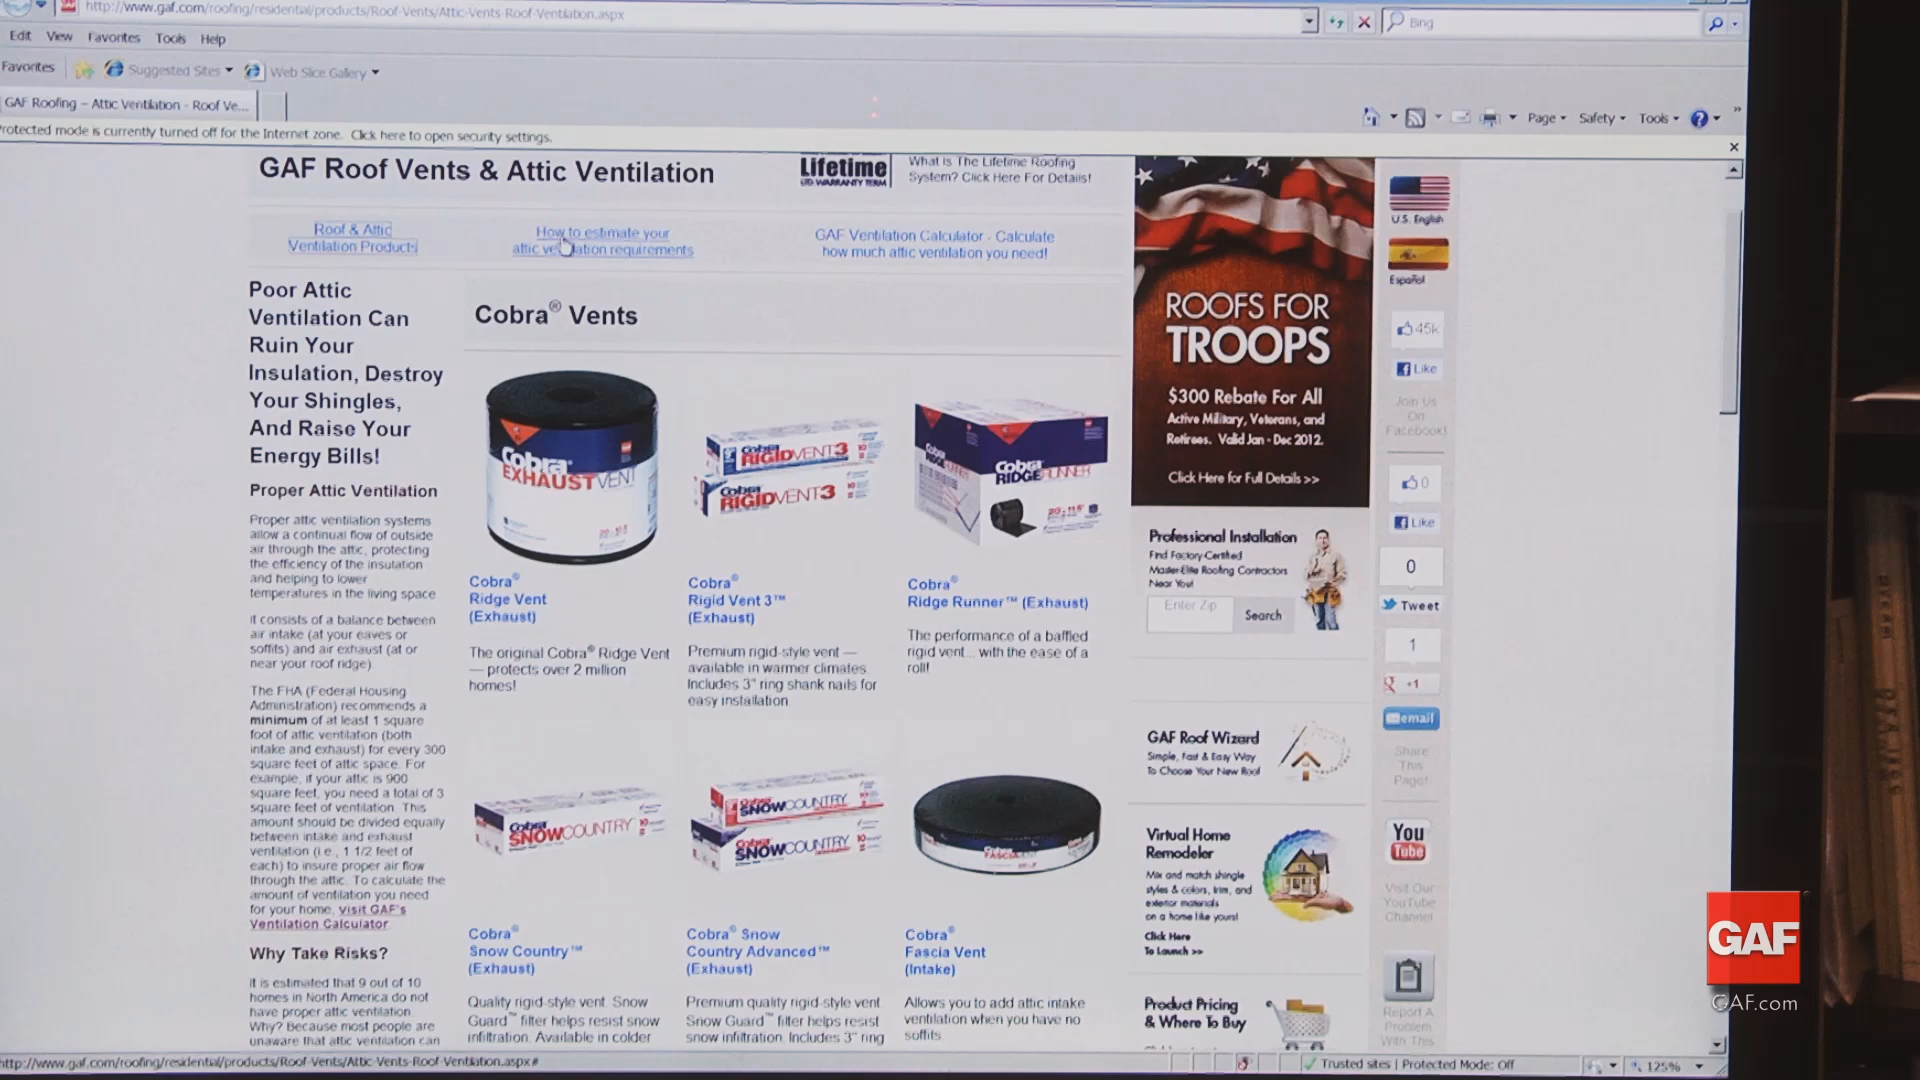 http://www.gaf.com/roofing/residential/products/Roof-Vents/Attic-Vents-Roof-Ventilation.aspx
Bing
Edit View Favorites Tools Help
Favorites Suggested Sites Web Slice Gallery
GAF Roofing – Attic Ventilation - Roof Ve...
Page Safety Tools
Protected mode is currently turned off for the Internet zone. Click here to open security settings.
GAF Roof Vents & Attic Ventilation
Lifetime
LTD. WARRANTY TERM
What Is The Lifetime Roofing
System? Click Here For Details!
Roof & Attic
Ventilation Products
How to estimate your
attic ventilation requirements
GAF Ventilation Calculator - Calculate
how much attic ventilation you need!
Poor Attic
Ventilation Can
Ruin Your
Insulation, Destroy
Your Shingles,
And Raise Your
Energy Bills!
Proper Attic Ventilation
Proper attic ventilation systems
allow a continual flow of outside
air through the attic, protecting
the efficiency of the insulation
and helping to lower
temperatures in the living space
it consists of a balance between
air intake (at your eaves or
soffits) and air exhaust (at or
near your roof ridge).
The FHA (Federal Housing
Administration) recommends a
minimum of at least 1 square
foot of attic ventilation (both
intake and exhaust) for every 300
square feet of attic space. For
example, if your attic is 900
square feet, you need a total of 3
square feet of ventilation. This
amount should be divided equally
between intake and exhaust
ventilation (i.e., 1 1/2 feet of
each) to insure proper air flow
through the attic. To calculate the
amount of ventilation you need
for your home, visit GAF's
Ventilation Calculator
Why Take Risks?
It is estimated that 9 out of 10
homes in North America do not
have proper attic ventilation.
Why? Because most people are
unaware that attic ventilation can
Cobra® Vents
Cobra
EXHAUSTVENT
Cobra
RIGIDVENT3
Cobra
RIGIDVENT3
Cobra
RIDGERUNNER
Cobra®
Ridge Vent
(Exhaust)
The original Cobra® Ridge Vent
— protects over 2 million
homes!
Cobra®
Rigid Vent 3™
(Exhaust)
Premium rigid-style vent —
available in warmer climates.
Includes 3" ring shank nails for
easy installation
Cobra®
Ridge Runner™ (Exhaust)
The performance of a baffled
rigid vent... with the ease of a
roll!
Cobra
SNOWCOUNTRY
Cobra
SNOWCOUNTRY
Cobra
SNOWCOUNTRY
Cobra
FASCIA
Cobra®
Snow Country™
(Exhaust)
Quality rigid-style vent. Snow
Guard™ filter helps resist snow
infiltration. Available in colder
Cobra® Snow
Country Advanced™
(Exhaust)
Premium quality rigid-style vent.
Snow Guard™ filter helps resist
snow infiltration. Includes 3" ring
Cobra®
Fascia Vent
(Intake)
Allows you to add attic intake
ventilation when you have no
soffits.
ROOFS FOR
TROOPS
$300 Rebate For All
Active Military, Veterans, and
Retirees. Valid Jan - Dec 2012.
Click Here for Full Details >>
Professional Installation
Find Factory-Certified
Master Elite Roofing Contractors
Near You!
Enter Zip Search
GAF Roof Wizard
Simple, Fast & Easy Way
To Choose Your New Roof
Virtual Home
Remodeler
Mix and match shingle
styles & colors, trim, and
exterior materials
on a home like yours!
Click Here
To Launch >>
Product Pricing
& Where To Buy
U.S. English
Español
45k
Like
Join Us
On
Facebook!
0
Like
0
Tweet
1
+1
email
Share
This
Page!
You
Tube
Visit Our
YouTube
Channel
Report A
Problem
With This
GAF
GAF.com
http://www.gaf.com/roofing/residential/products/Roof-Vents/Attic-Vents-Roof-Ventilation.aspx#
Trusted sites | Protected Mode: Off
125%